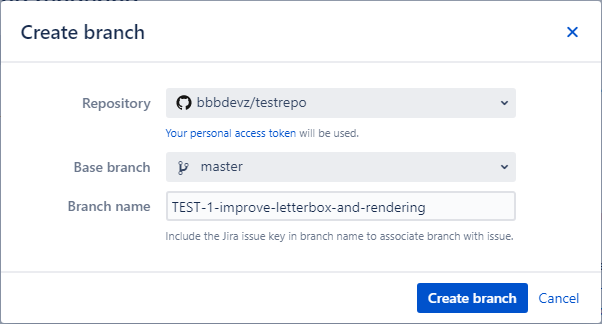 Create branch
Repository
bbbdevz/testrepo
Your personal access token will be used.
Base branch
master
Branch name
TEST-1-improve-letterbox-and-rendering
Include the Jira issue key in branch name to associate branch with issue.
Create branch
Cancel